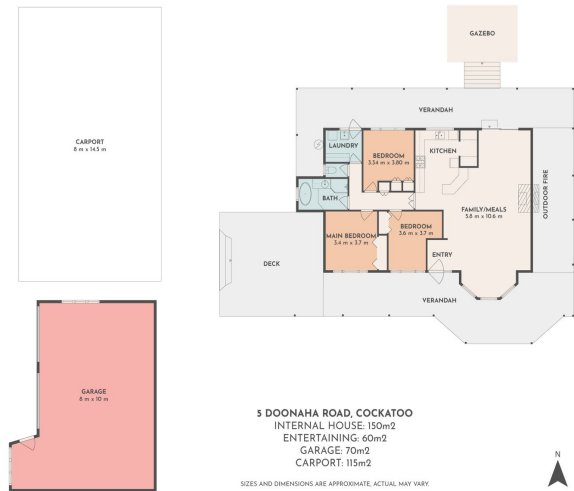 GAZEBO
VERANDAH
CARPORT
8 m x 14.5 m
LAUNDRY
KITCHEN
BEDROOM
3.34 m x 3.80 m
BATH
FAMILY/MEALS
5.8 m x 10.6 m
OUTDOOR FIRE
MAIN BEDROOM
3.4 m x 3.7 m
BEDROOM
3.6 m x 3.7 m
ENTRY
DECK
VERANDAH
GARAGE
6 m x 10 m
5 DOONAHA ROAD, COCKATOO
INTERNAL HOUSE: 150m2
ENTERTAINING: 60m2
GARAGE: 70m2
CARPORT: 115m2
SIZES AND DIMENSIONS ARE APPROXIMATE, ACTUAL MAY VARY.
N